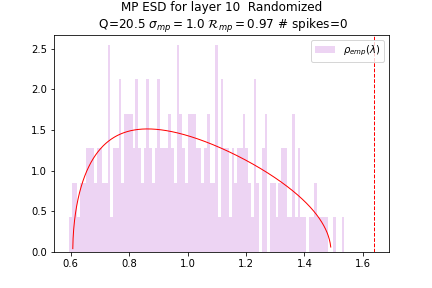 MP ESD for layer 10  Randomized
Q=20.5 σmp = 1.0 Rmp = 0.97 # spikes=0
ρemp(λ)
2.5
2.0
1.5
1.0
0.5
0.0
0.6 0.8 1.0 1.2 1.4 1.6